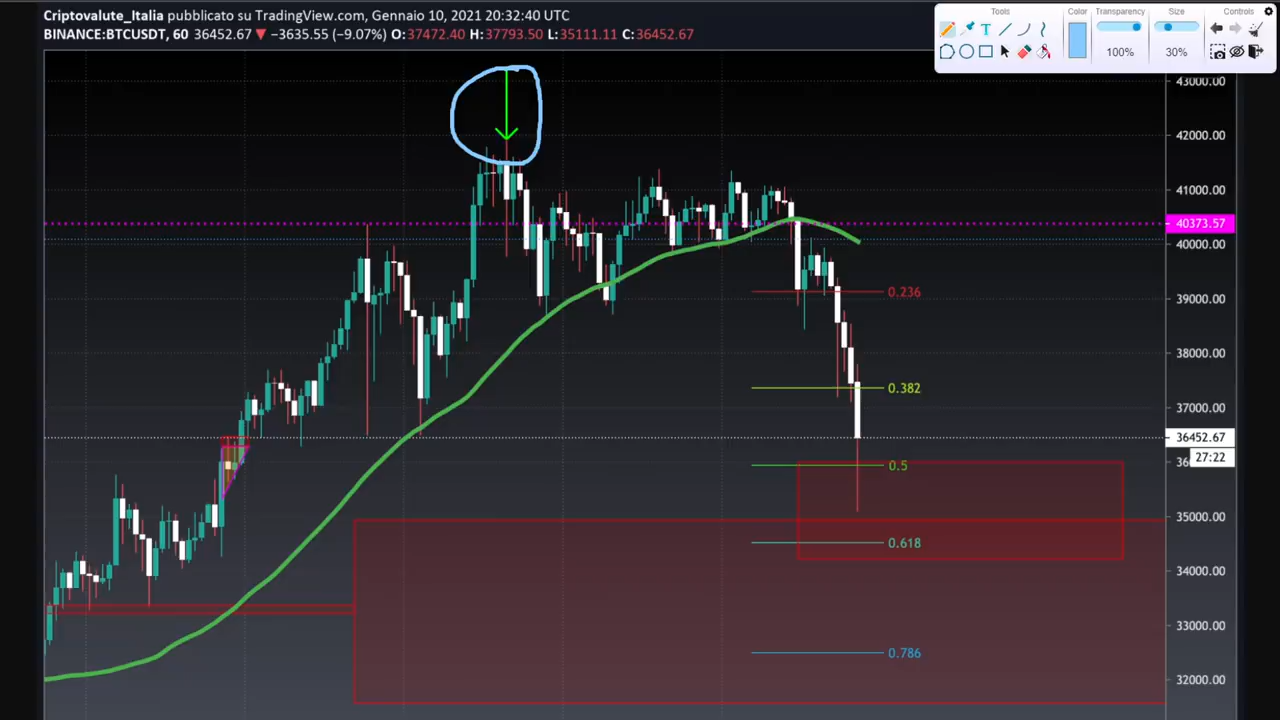 Criptovalute_Italia pubblicato su TradingView.com, Gennaio 10, 2021 20:32:40 UTC
BINANCE:BTCUSDT, 60 36452.67 ▼ −3635.55 (−9.07%) O:37472.40 H:37793.50 L:35111.11 C:36452.67
Tools
Color
Transparency
Size
Controls
T
100%
30%
43000.00
42000.00
41000.00
40373.57
40000.00
0.236
39000.00
38000.00
0.382
37000.00
36452.67
27:22
36
0.5
35000.00
0.618
34000.00
33000.00
0.786
32000.00